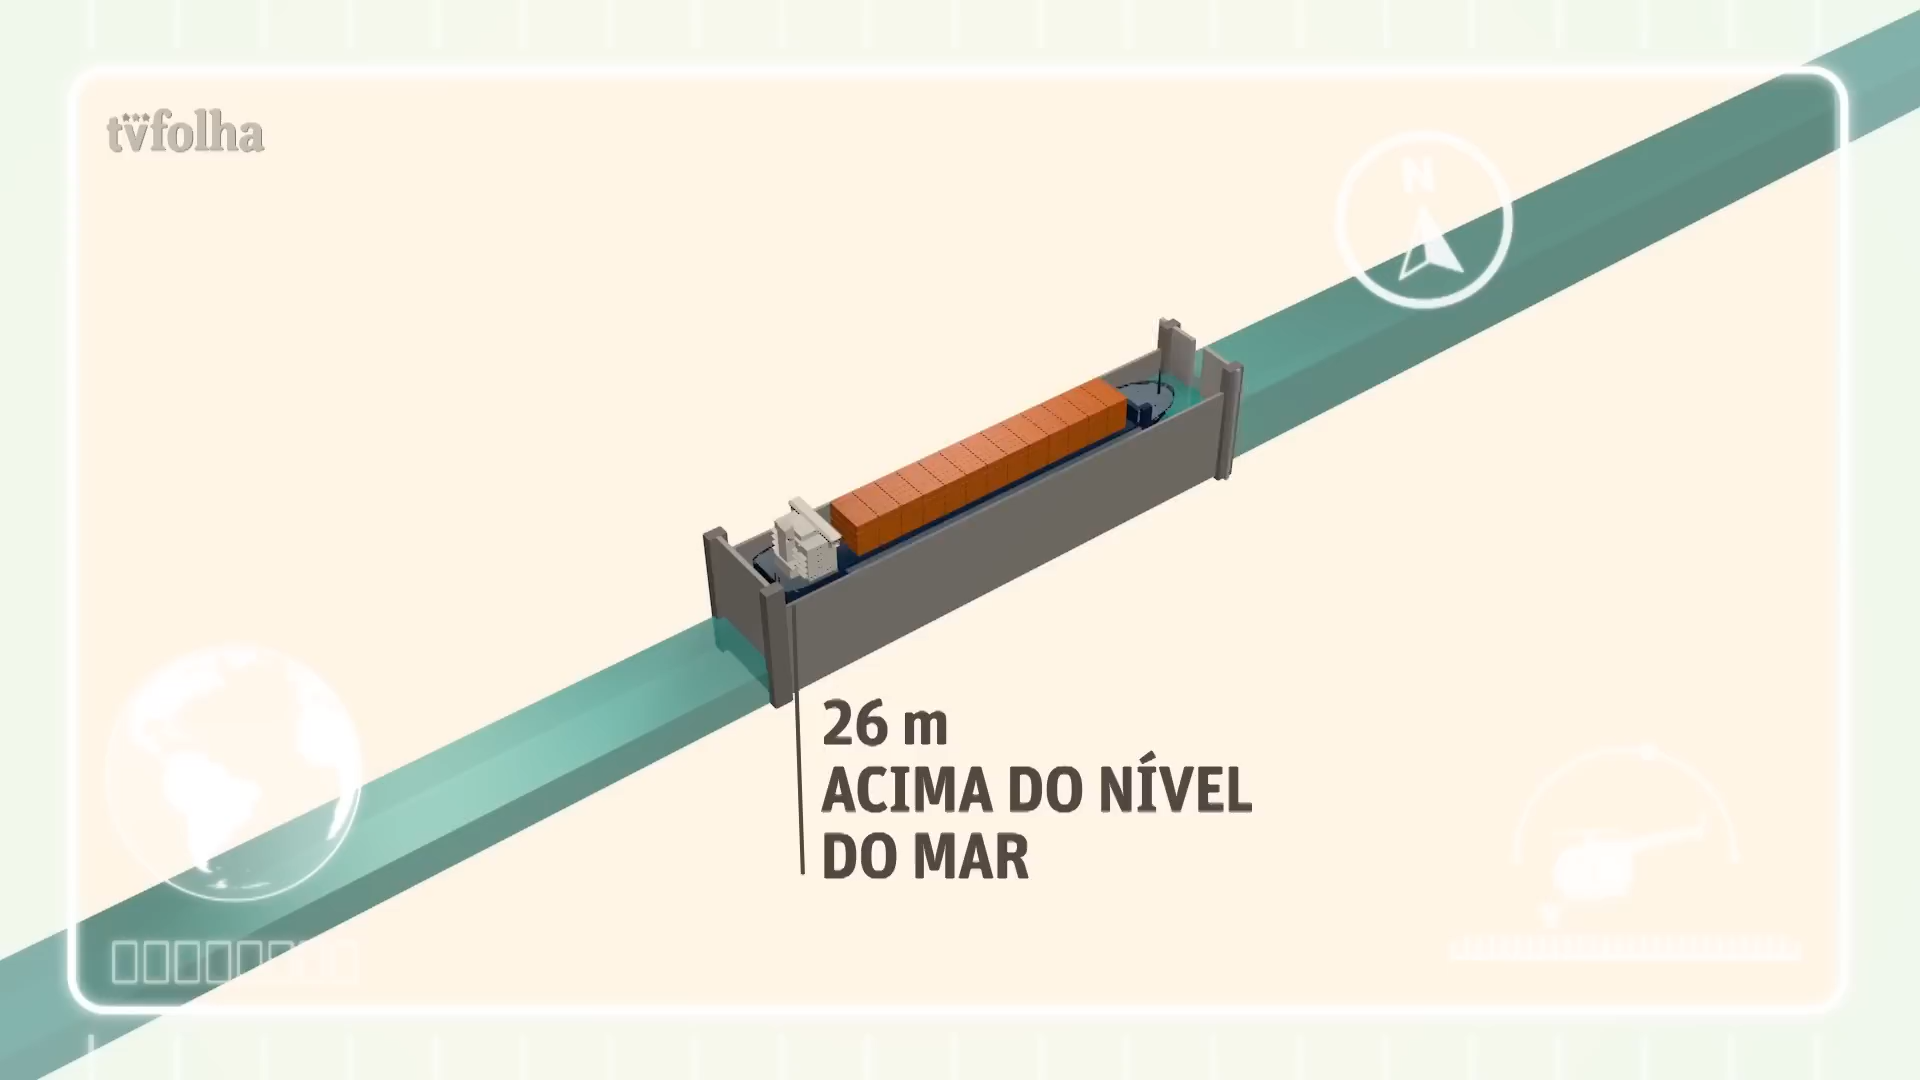 tvfolha
N
26 m
ACIMA DO NÍVEL
DO MAR